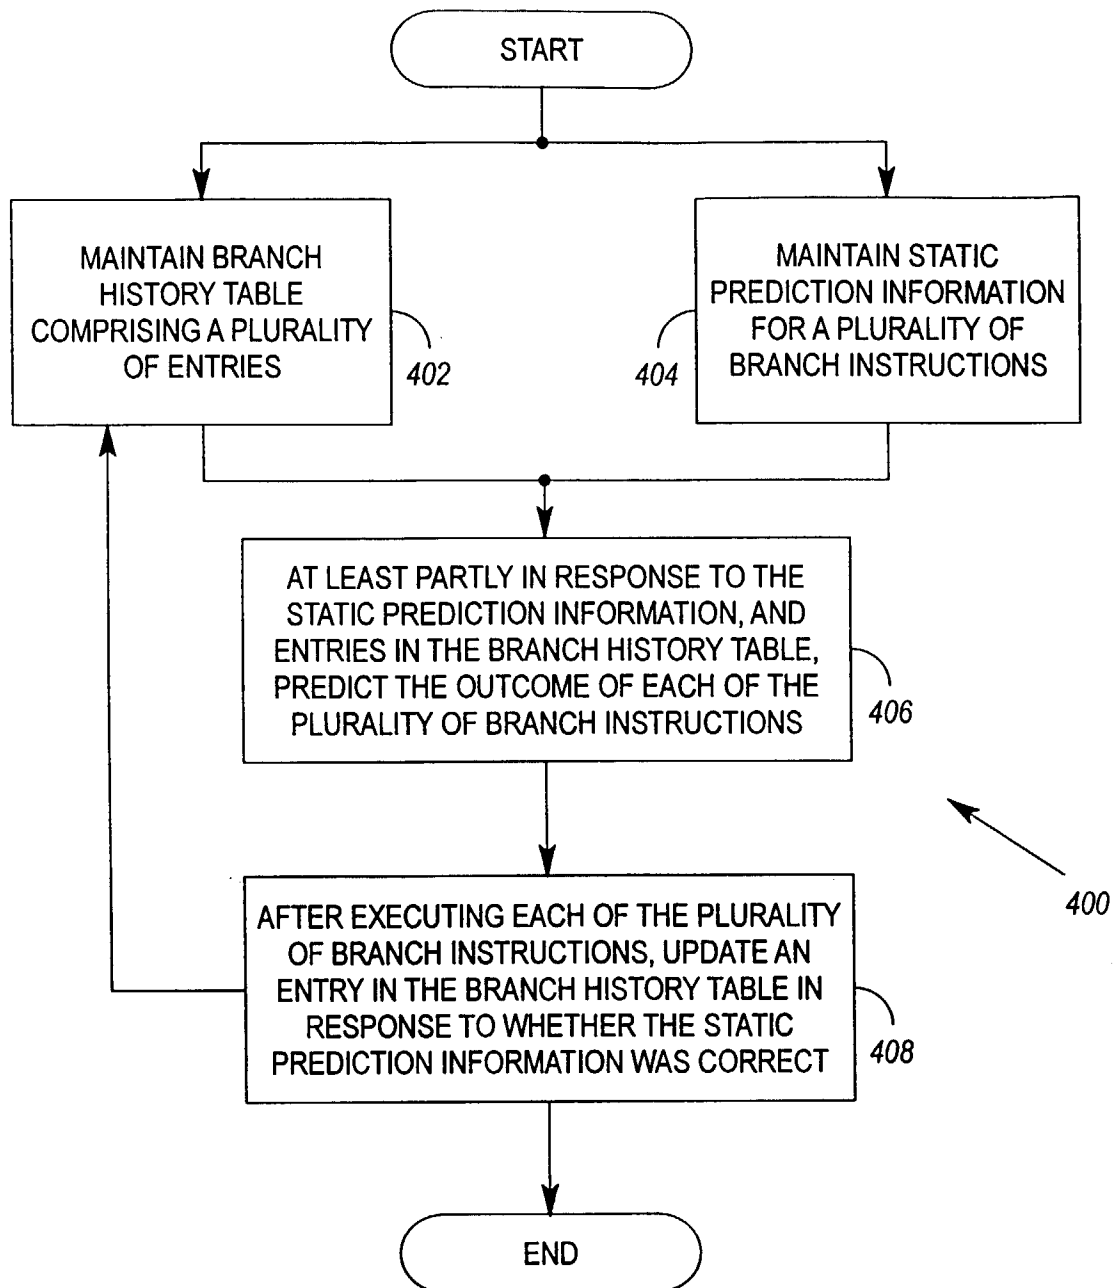 START
MAINTAIN BRANCH
HISTORY TABLE
COMPRISING A PLURALITY
OF ENTRIES
402
MAINTAIN STATIC
PREDICTION INFORMATION
FOR A PLURALITY OF
BRANCH INSTRUCTIONS
404
AT LEAST PARTLY IN RESPONSE TO THE
STATIC PREDICTION INFORMATION, AND
ENTRIES IN THE BRANCH HISTORY TABLE,
PREDICT THE OUTCOME OF EACH OF THE
PLURALITY OF BRANCH INSTRUCTIONS
406
400
AFTER EXECUTING EACH OF THE PLURALITY
OF BRANCH INSTRUCTIONS, UPDATE AN
ENTRY IN THE BRANCH HISTORY TABLE IN
RESPONSE TO WHETHER THE STATIC
PREDICTION INFORMATION WAS CORRECT
408
END